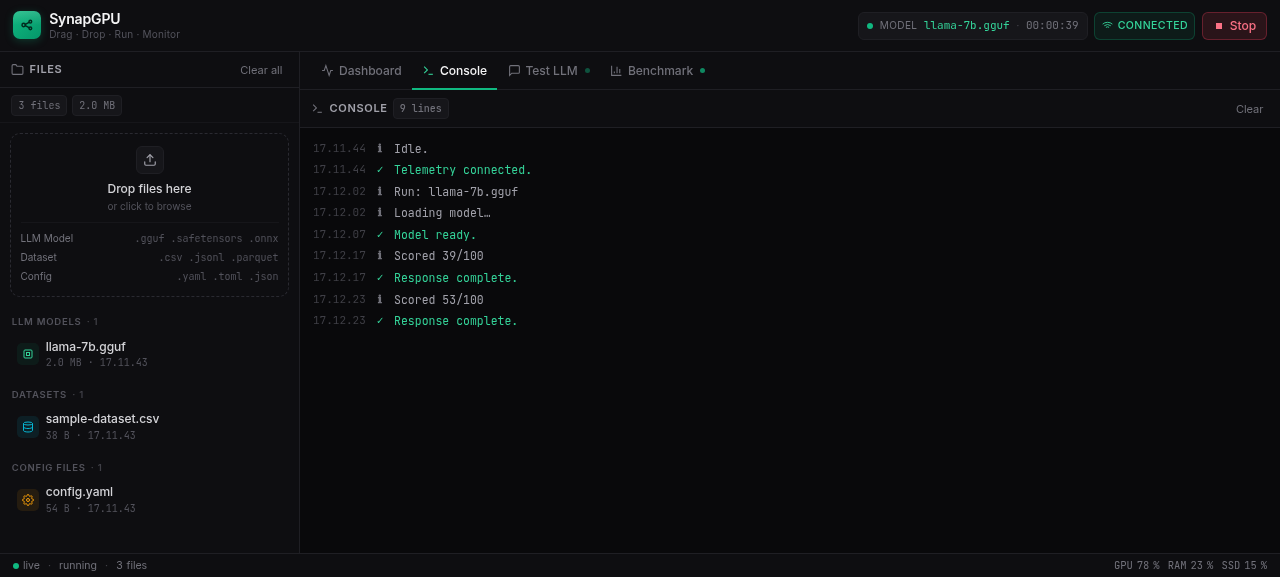 SynapGPU
Drag · Drop · Run · Monitor
MODEL llama-7b.gguf · 00:00:39
CONNECTED
Stop
FILES
Clear all
3 files
2.0 MB
Drop files here
or click to browse
LLM Model .gguf .safetensors .onnx
Dataset .csv .jsonl .parquet
Config .yaml .toml .json
LLM MODELS · 1
llama-7b.gguf
2.0 MB · 17.11.43
DATASETS · 1
sample-dataset.csv
38 B · 17.11.43
CONFIG FILES · 1
config.yaml
54 B · 17.11.43
Dashboard
Console
Test LLM
Benchmark
CONSOLE
9 lines
Clear
17.11.44 ℹ Idle.
17.11.44 ✓ Telemetry connected.
17.12.02 ℹ Run: llama-7b.gguf
17.12.02 ℹ Loading model…
17.12.07 ✓ Model ready.
17.12.17 ℹ Scored 39/100
17.12.17 ✓ Response complete.
17.12.23 ℹ Scored 53/100
17.12.23 ✓ Response complete.
live · running · 3 files
GPU 78 % RAM 23 % SSD 15 %